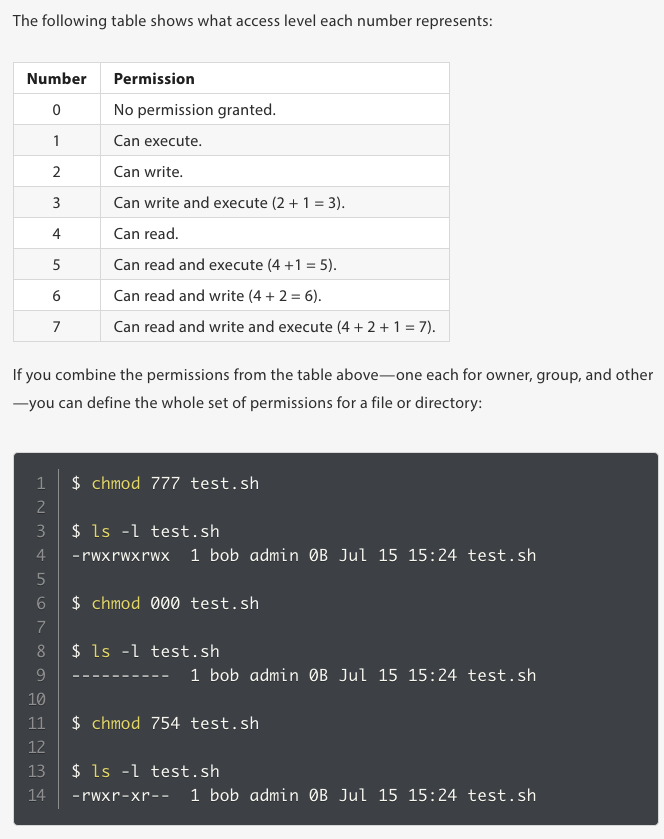 The following table shows what access level each number represents:
Number Permission
0 No permission granted.
1 Can execute.
2 Can write.
3 Can write and execute (2 + 1 = 3).
4 Can read.
5 Can read and execute (4 +1 = 5).
6 Can read and write (4 + 2 = 6).
7 Can read and write and execute (4 + 2 + 1 = 7).
If you combine the permissions from the table above—one each for owner, group, and other
—you can define the whole set of permissions for a file or directory:
1 $ chmod 777 test.sh
2
3 $ ls -l test.sh
4 -rwxrwxrwx  1 bob admin 0B Jul 15 15:24 test.sh
5
6 $ chmod 000 test.sh
7
8 $ ls -l test.sh
9 ----------  1 bob admin 0B Jul 15 15:24 test.sh
10
11 $ chmod 754 test.sh
12
13 $ ls -l test.sh
14 -rwxr-xr--  1 bob admin 0B Jul 15 15:24 test.sh